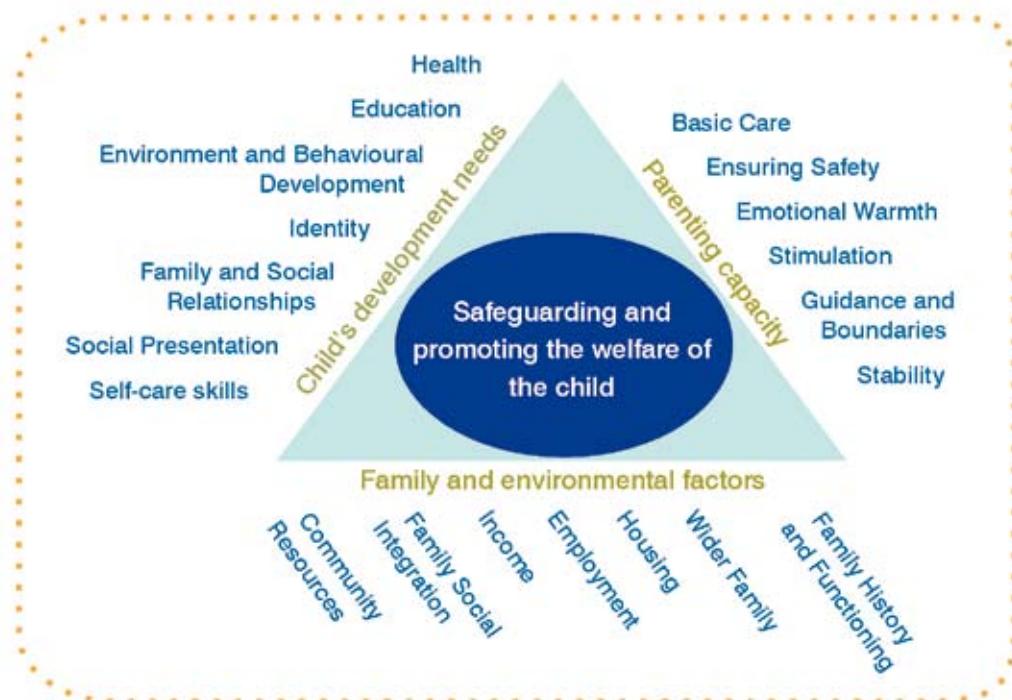 Health
Education
Environment and Behavioural
Development
Identity
Family and Social
Relationships
Social Presentation
Self-care skills
Child's development needs
Parenting capacity
Basic Care
Ensuring Safety
Emotional Warmth
Stimulation
Guidance and
Boundaries
Stability
Safeguarding and
promoting the welfare of
the child
Family and environmental factors
Community
Resources
Family Social
Integration
Income
Employment
Housing
Wider Family
Family History
and Functioning